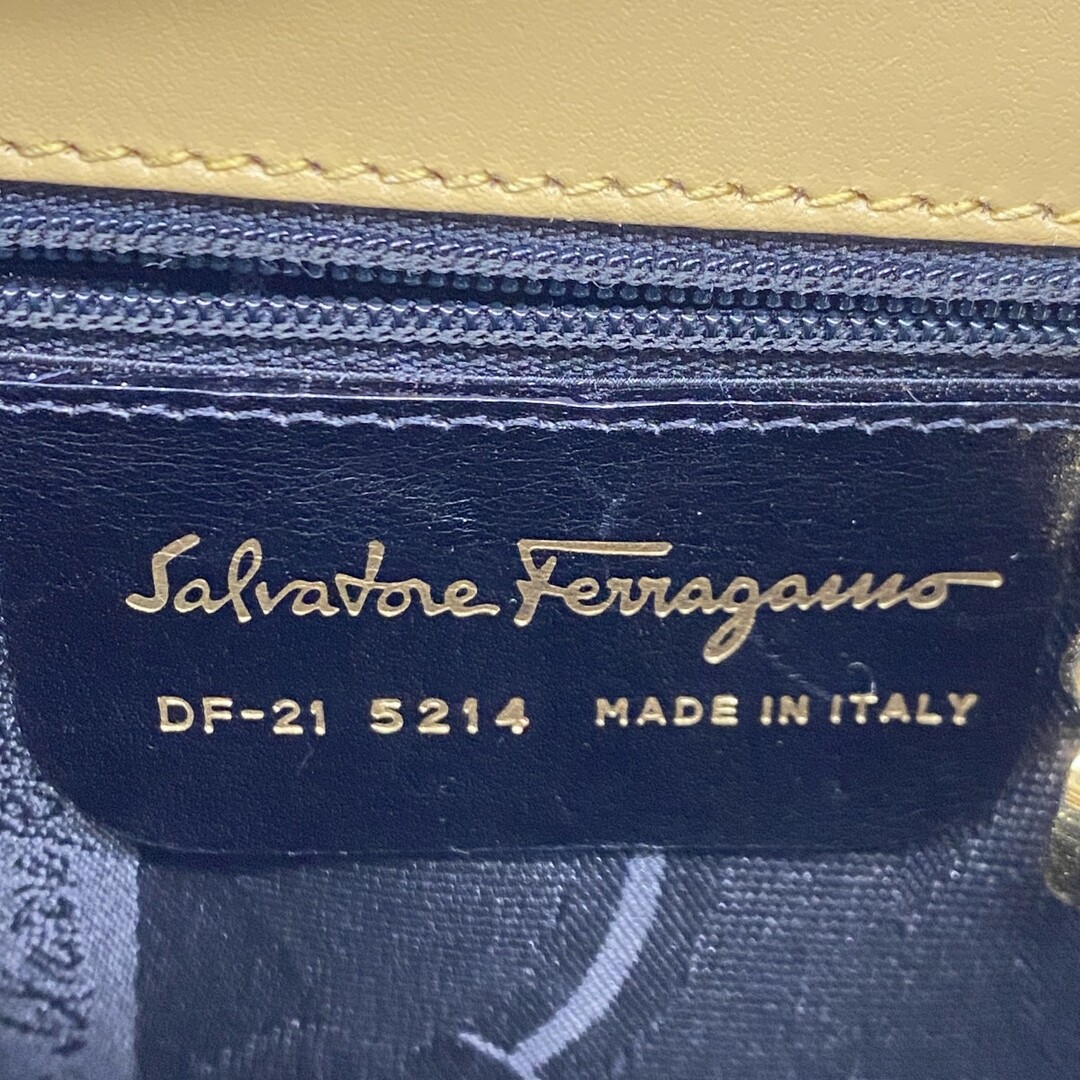 Salvatore Ferragamo
DF-21 5214 MADE IN ITALY